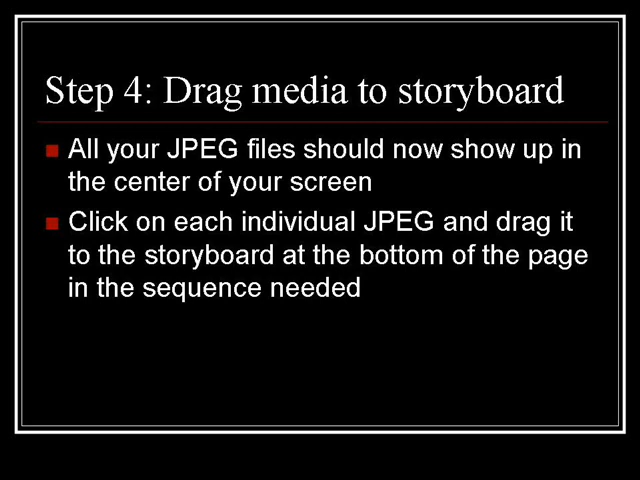 Step 4: Drag media to storyboard
All your JPEG files should now show up in
the center of your screen
Click on each individual JPEG and drag it
to the storyboard at the bottom of the page
in the sequence needed